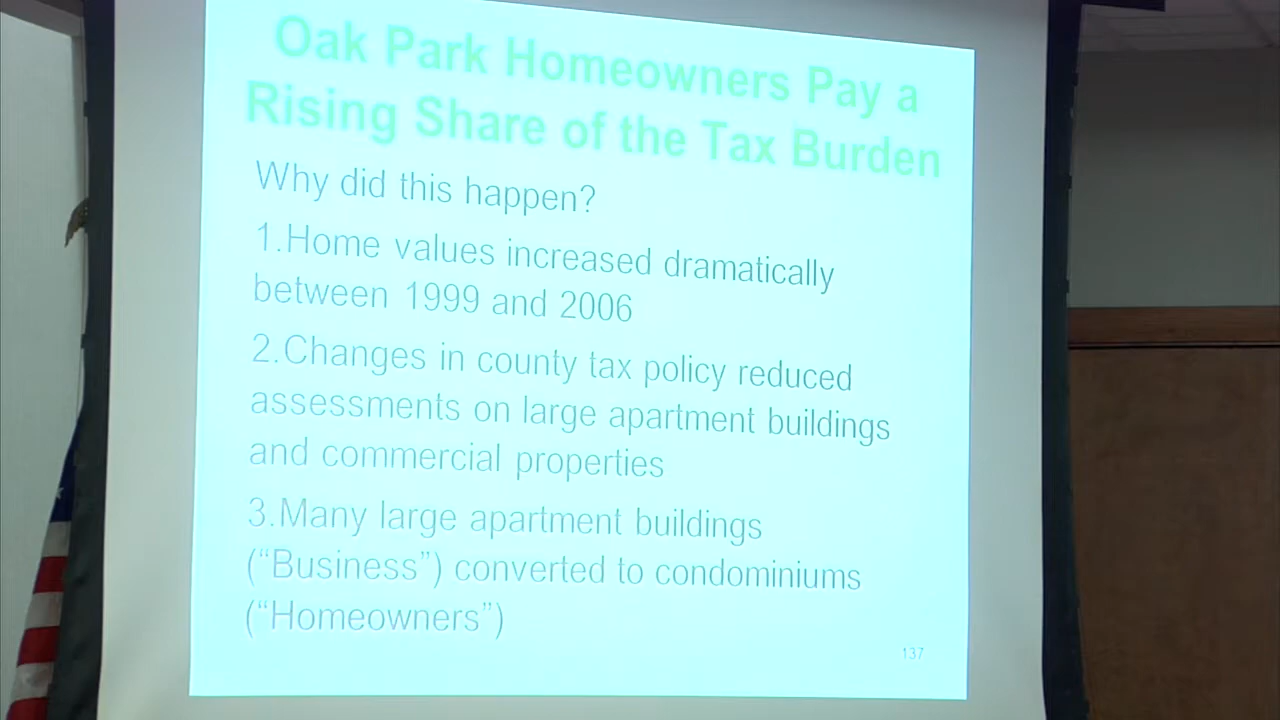 Oak Park Homeowners Pay a
Rising Share of the Tax Burden
Why did this happen?
1.Home values increased dramatically
between 1999 and 2006
2.Changes in county tax policy reduced
assessments on large apartment buildings
and commercial properties
3.Many large apartment buildings
(“Business”) converted to condominiums
(“Homeowners”)
137